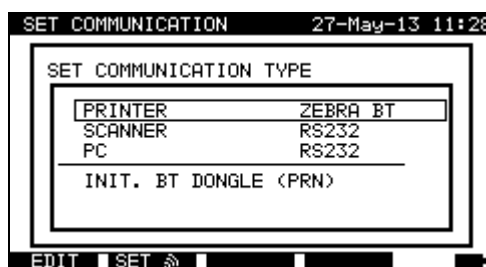 SET COMMUNICATION 27-May-13 11:28
SET COMMUNICATION TYPE
PRINTER ZEBRA BT
SCANNER RS232
PC RS232
INIT. BT DONGLE (PRN)
EDIT SET